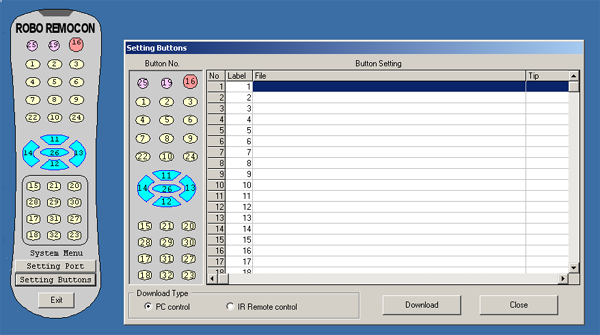 ROBO REMOCON
25 19 16
1 2 3
4 5 6
7 8 9
22 10 24
11
14 26 13
12
15 21 20
28 29 30
17 31 27
18 32 23
System Menu
Setting Port
Setting Buttons
Exit
Setting Buttons
Button No.
Button Setting
25 19 16
1 2 3
4 5 6
7 8 9
22 10 24
11
14 26 13
12
15 21 20
28 29 30
17 31 27
18 32 23
No Label File Tip
1 1
2 2
3 3
4 4
5 5
6 6
7 7
8 8
9 9
10 10
11 11
12 12
13 13
14 14
15 15
16 16
17 17
18 18
Download Type
PC control IR Remote control
Download
Close